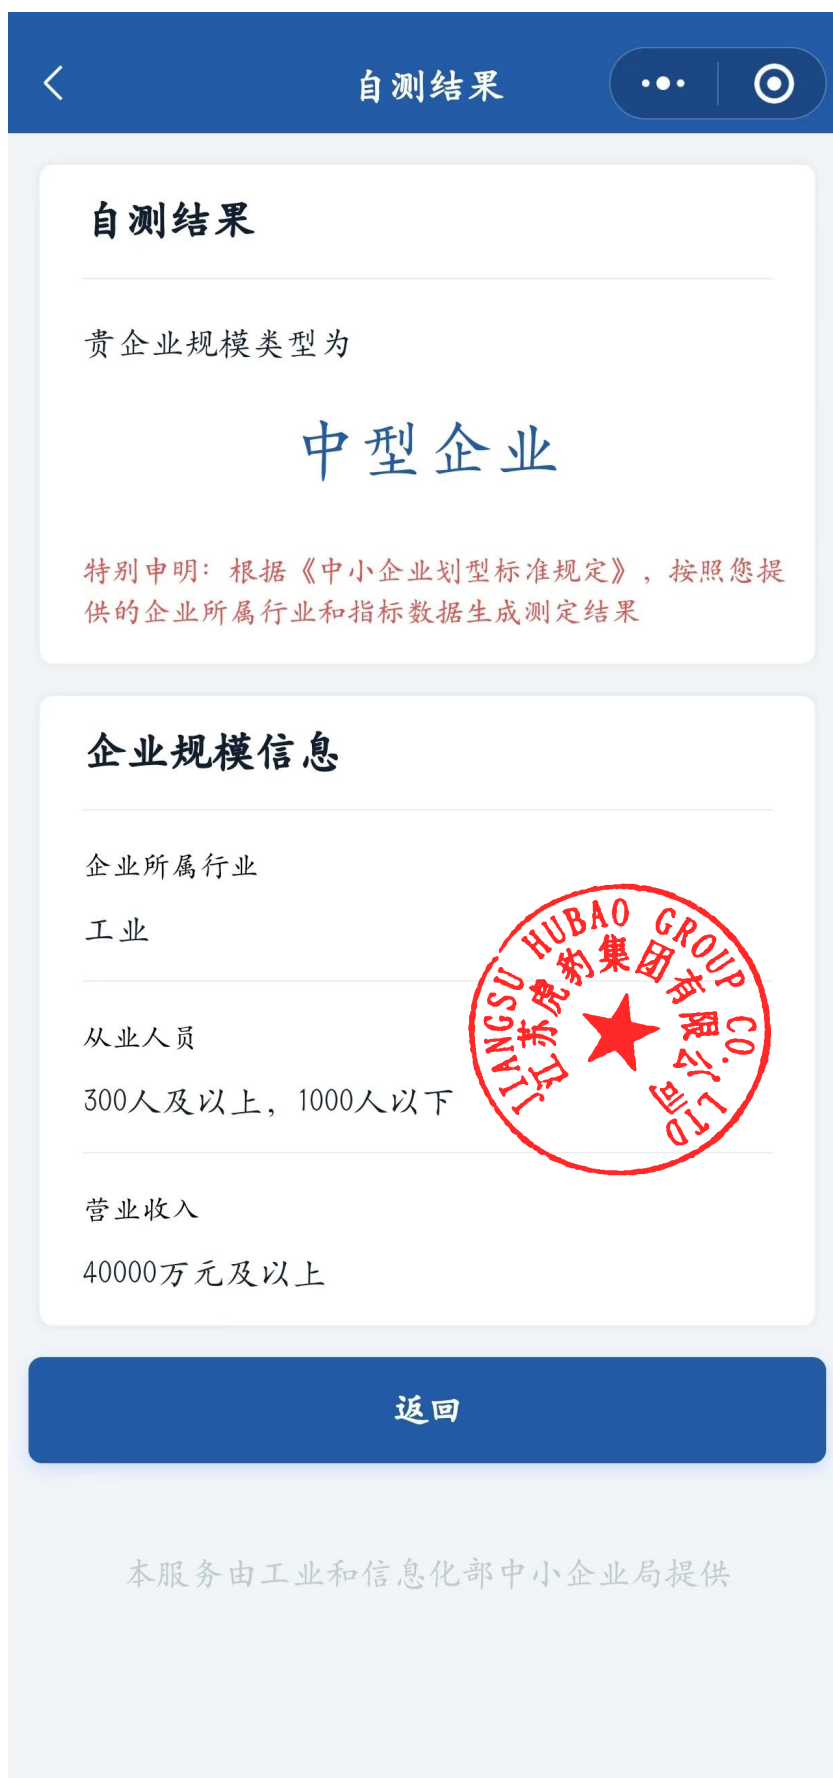 自测结果
自测结果
贵企业规模类型为
中型企业
特别申明：根据《中小企业划型标准规定》，按照您提
供的企业所属行业和指标数据生成测定结果
企业规模信息
企业所属行业
工业
JIANGSU HUBAO GROUP CO.LTD
江苏虎豹集团有限公司
从业人员
300人及以上，1000人以下
营业收入
40000万元及以上
返回
本服务由工业和信息化部中小企业局提供